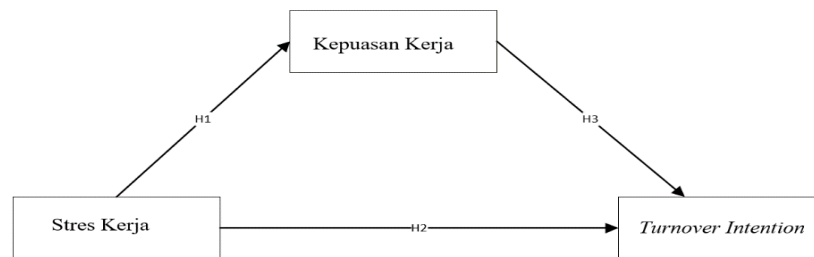 Kepuasan Kerja
H1
H3
Stres Kerja
H2
Turnover Intention